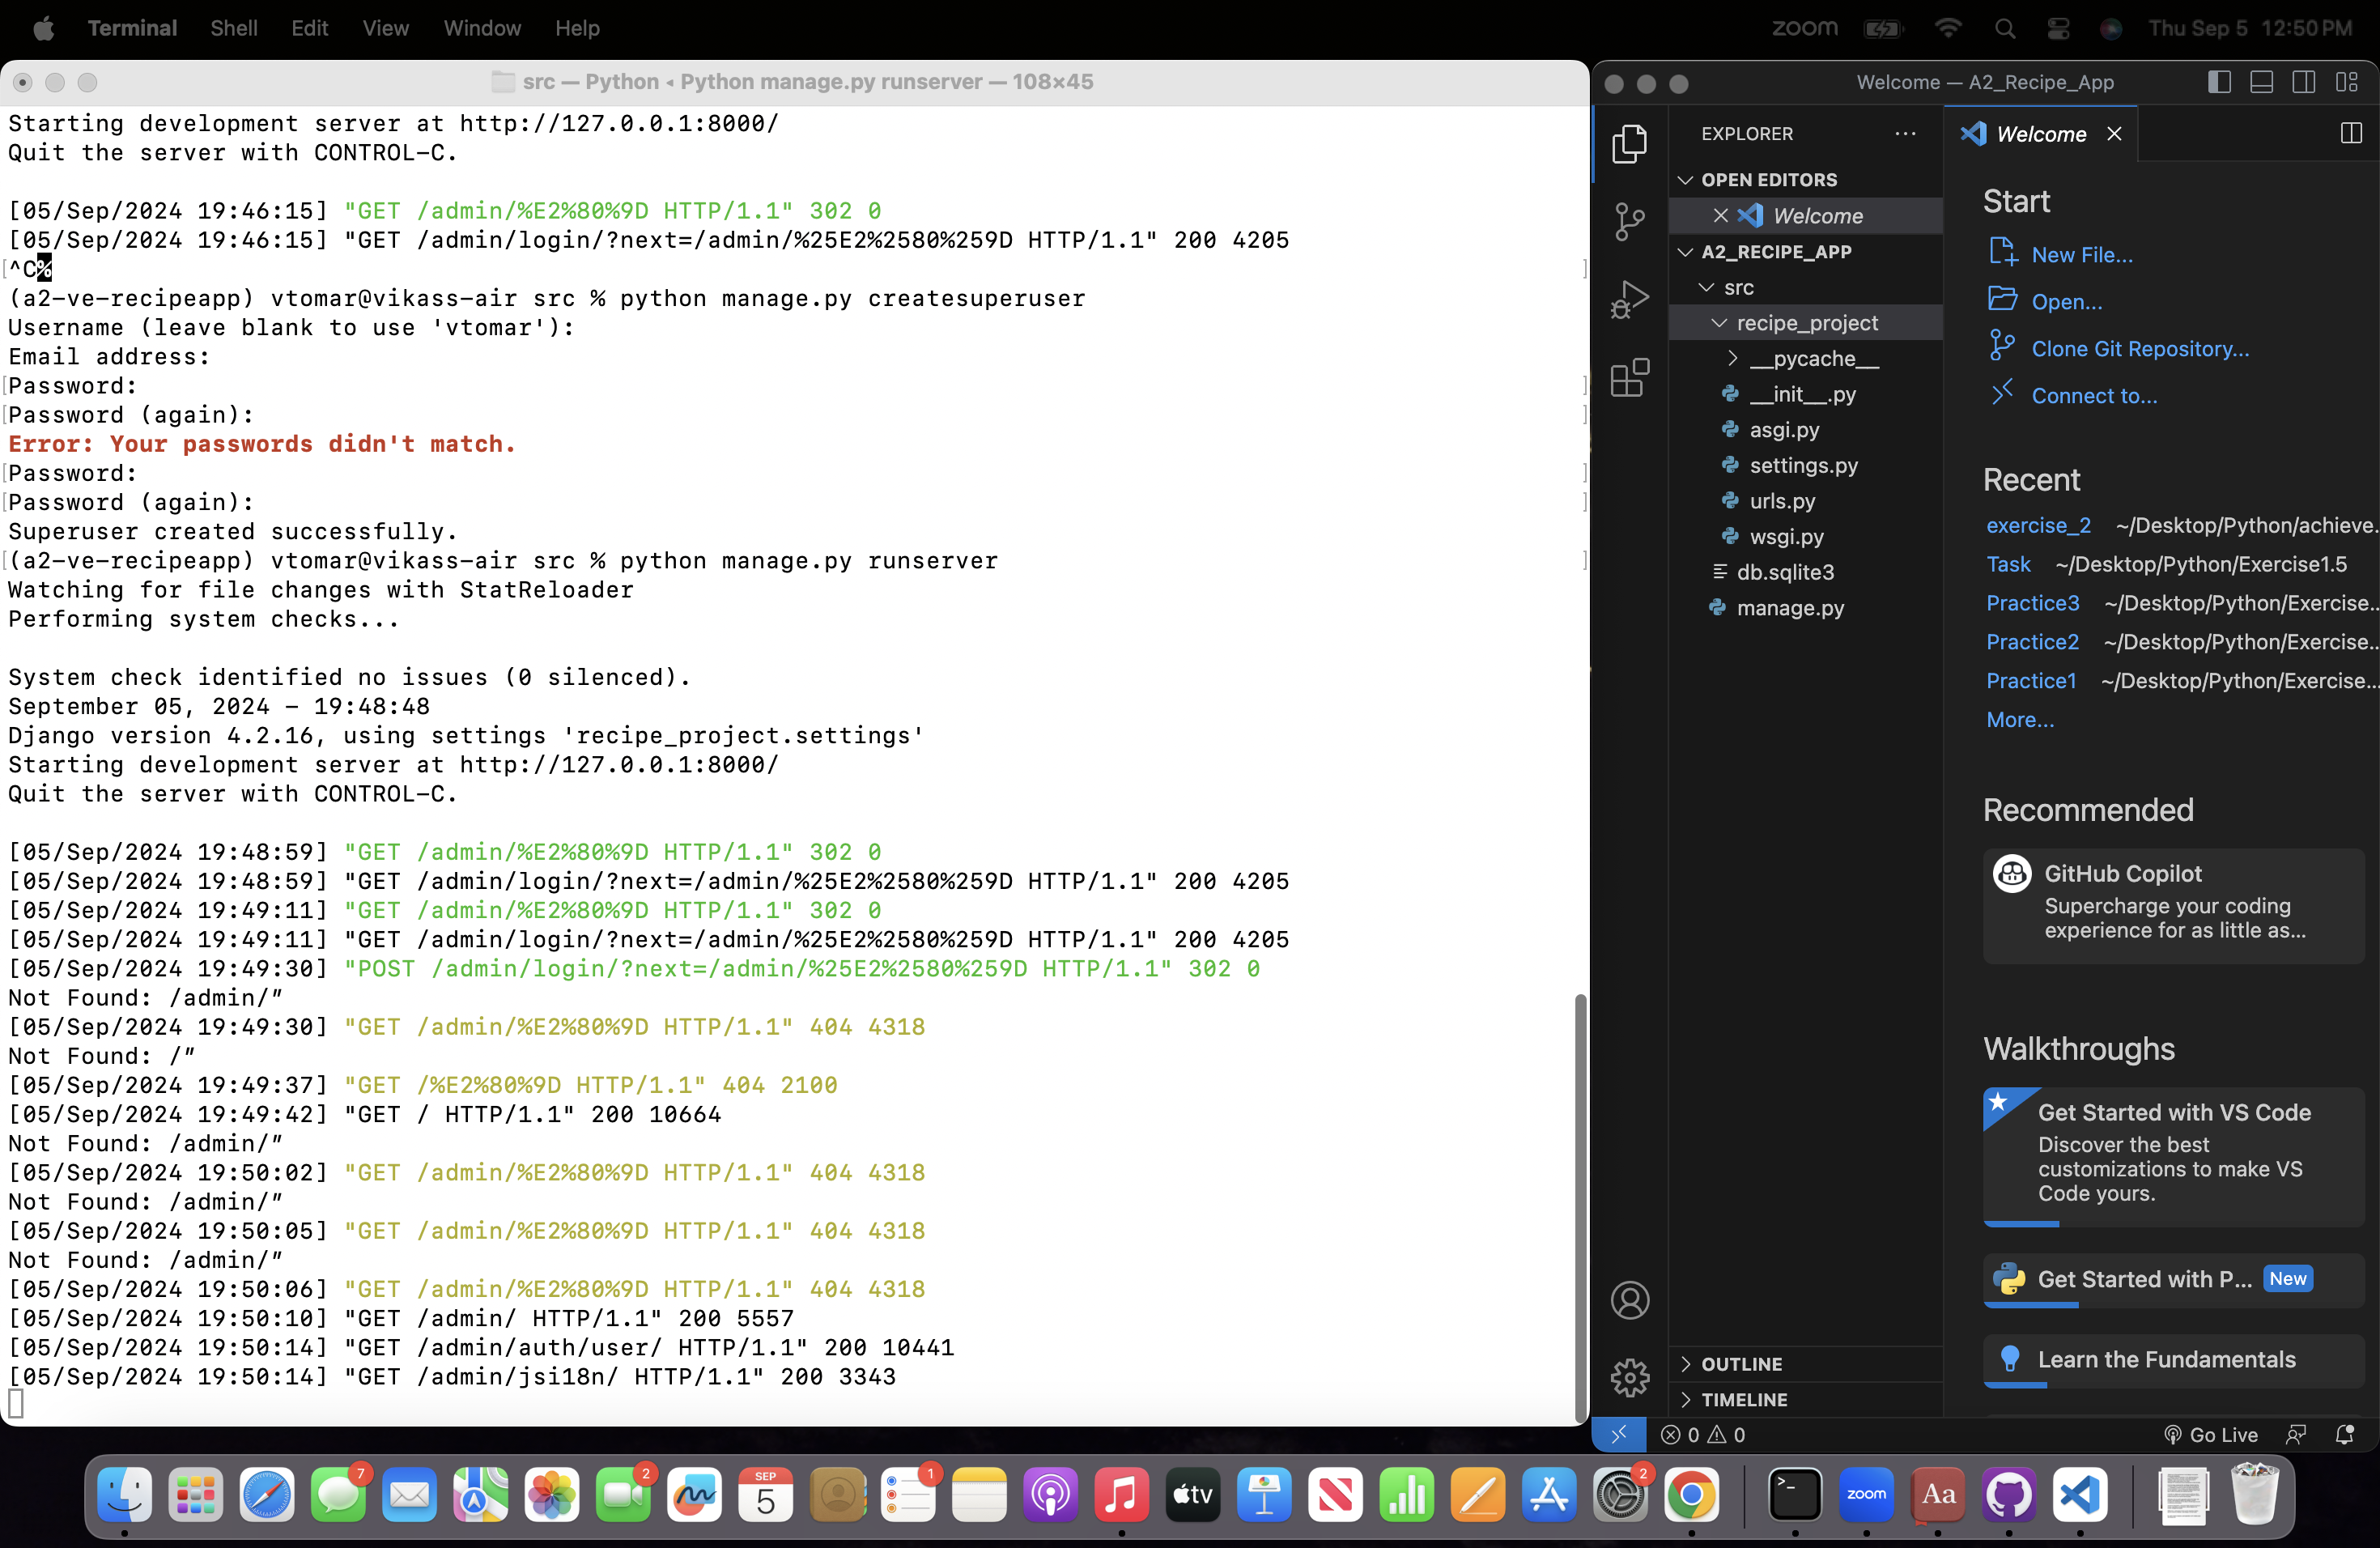 Terminal Shell Edit View Window Help zoom Thu Sep 5 12:50 PM
src — Python ◂ Python manage.py runserver — 108×45
Starting development server at http://127.0.0.1:8000/
Quit the server with CONTROL-C.
[05/Sep/2024 19:46:15] "GET /admin/%E2%80%9D HTTP/1.1" 302 0
[05/Sep/2024 19:46:15] "GET /admin/login/?next=/admin/%25E2%2580%259D HTTP/1.1" 200 4205
^C%
(a2-ve-recipeapp) vtomar@vikass-air src % python manage.py createsuperuser
Username (leave blank to use 'vtomar'):
Email address:
Password:
Password (again):
Error: Your passwords didn't match.
Password:
Password (again):
Superuser created successfully.
(a2-ve-recipeapp) vtomar@vikass-air src % python manage.py runserver
Watching for file changes with StatReloader
Performing system checks...
System check identified no issues (0 silenced).
September 05, 2024 - 19:48:48
Django version 4.2.16, using settings 'recipe_project.settings'
Starting development server at http://127.0.0.1:8000/
Quit the server with CONTROL-C.
[05/Sep/2024 19:48:59] "GET /admin/%E2%80%9D HTTP/1.1" 302 0
[05/Sep/2024 19:48:59] "GET /admin/login/?next=/admin/%25E2%2580%259D HTTP/1.1" 200 4205
[05/Sep/2024 19:49:11] "GET /admin/%E2%80%9D HTTP/1.1" 302 0
[05/Sep/2024 19:49:11] "GET /admin/login/?next=/admin/%25E2%2580%259D HTTP/1.1" 200 4205
[05/Sep/2024 19:49:30] "POST /admin/login/?next=/admin/%25E2%2580%259D HTTP/1.1" 302 0
Not Found: /admin/”
[05/Sep/2024 19:49:30] "GET /admin/%E2%80%9D HTTP/1.1" 404 4318
Not Found: /”
[05/Sep/2024 19:49:37] "GET /%E2%80%9D HTTP/1.1" 404 2100
[05/Sep/2024 19:49:42] "GET / HTTP/1.1" 200 10664
Not Found: /admin/”
[05/Sep/2024 19:50:02] "GET /admin/%E2%80%9D HTTP/1.1" 404 4318
Not Found: /admin/”
[05/Sep/2024 19:50:05] "GET /admin/%E2%80%9D HTTP/1.1" 404 4318
Not Found: /admin/”
[05/Sep/2024 19:50:06] "GET /admin/%E2%80%9D HTTP/1.1" 404 4318
[05/Sep/2024 19:50:10] "GET /admin/ HTTP/1.1" 200 5557
[05/Sep/2024 19:50:14] "GET /admin/auth/user/ HTTP/1.1" 200 10441
[05/Sep/2024 19:50:14] "GET /admin/jsi18n/ HTTP/1.1" 200 3343
Welcome — A2_Recipe_App
EXPLORER
OPEN EDITORS
Welcome
A2_RECIPE_APP
src
recipe_project
__pycache__
__init__.py
asgi.py
settings.py
urls.py
wsgi.py
db.sqlite3
manage.py
OUTLINE
TIMELINE
Welcome
Start
New File...
Open...
Clone Git Repository...
Connect to...
Recent
exercise_2 ~/Desktop/Python/achieve...
Task ~/Desktop/Python/Exercise1.5
Practice3 ~/Desktop/Python/Exercise...
Practice2 ~/Desktop/Python/Exercise...
Practice1 ~/Desktop/Python/Exercise...
More...
Recommended
GitHub Copilot
Supercharge your coding
experience for as little as...
Walkthroughs
Get Started with VS Code
Discover the best
customizations to make VS
Code yours.
Get Started with P... New
Learn the Fundamentals
0 0 Go Live
7 2 SEP 5 1 tv 2 >_ zoom Aa